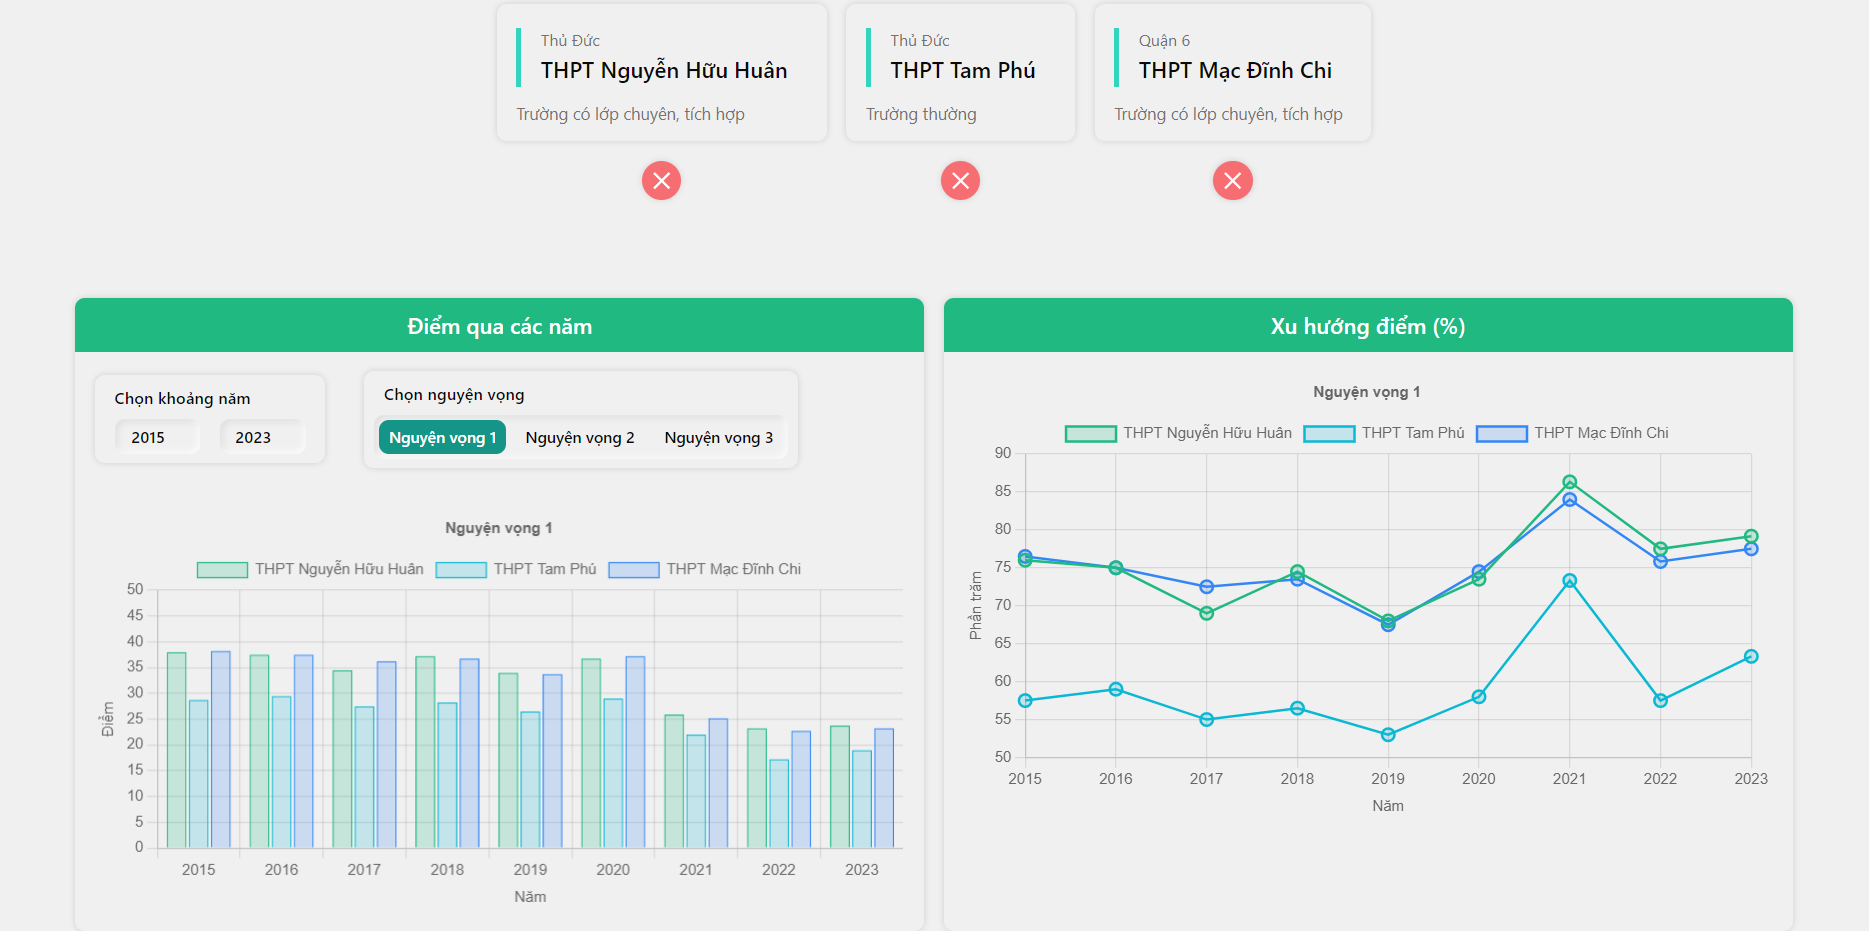 Thủ Đức
THPT Nguyễn Hữu Huân
Trường có lớp chuyên, tích hợp
Thủ Đức
THPT Tam Phú
Trường thường
Quận 6
THPT Mạc Đĩnh Chi
Trường có lớp chuyên, tích hợp
Điểm qua các năm
Chọn khoảng năm
2015 2023
Chọn nguyện vọng
Nguyện vọng 1 Nguyện vọng 2 Nguyện vọng 3
Nguyện vọng 1
THPT Nguyễn Hữu Huân THPT Tam Phú THPT Mạc Đĩnh Chi
Điểm
50
45
40
35
30
25
20
15
10
5
0
2015 2016 2017 2018 2019 2020 2021 2022 2023
Năm
Xu hướng điểm (%)
Nguyện vọng 1
THPT Nguyễn Hữu Huân THPT Tam Phú THPT Mạc Đĩnh Chi
Phần trăm
90
85
80
75
70
65
60
55
50
2015 2016 2017 2018 2019 2020 2021 2022 2023
Năm